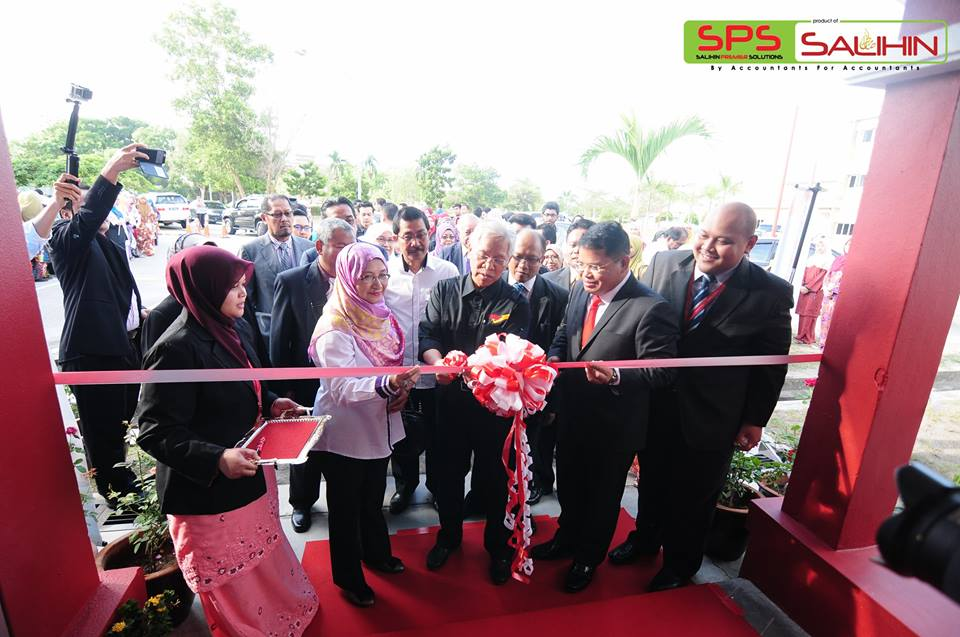 SPS
SALIHIN PREMIER SOLUTIONS
product of
SALIHIN
By Accountants For Accountants